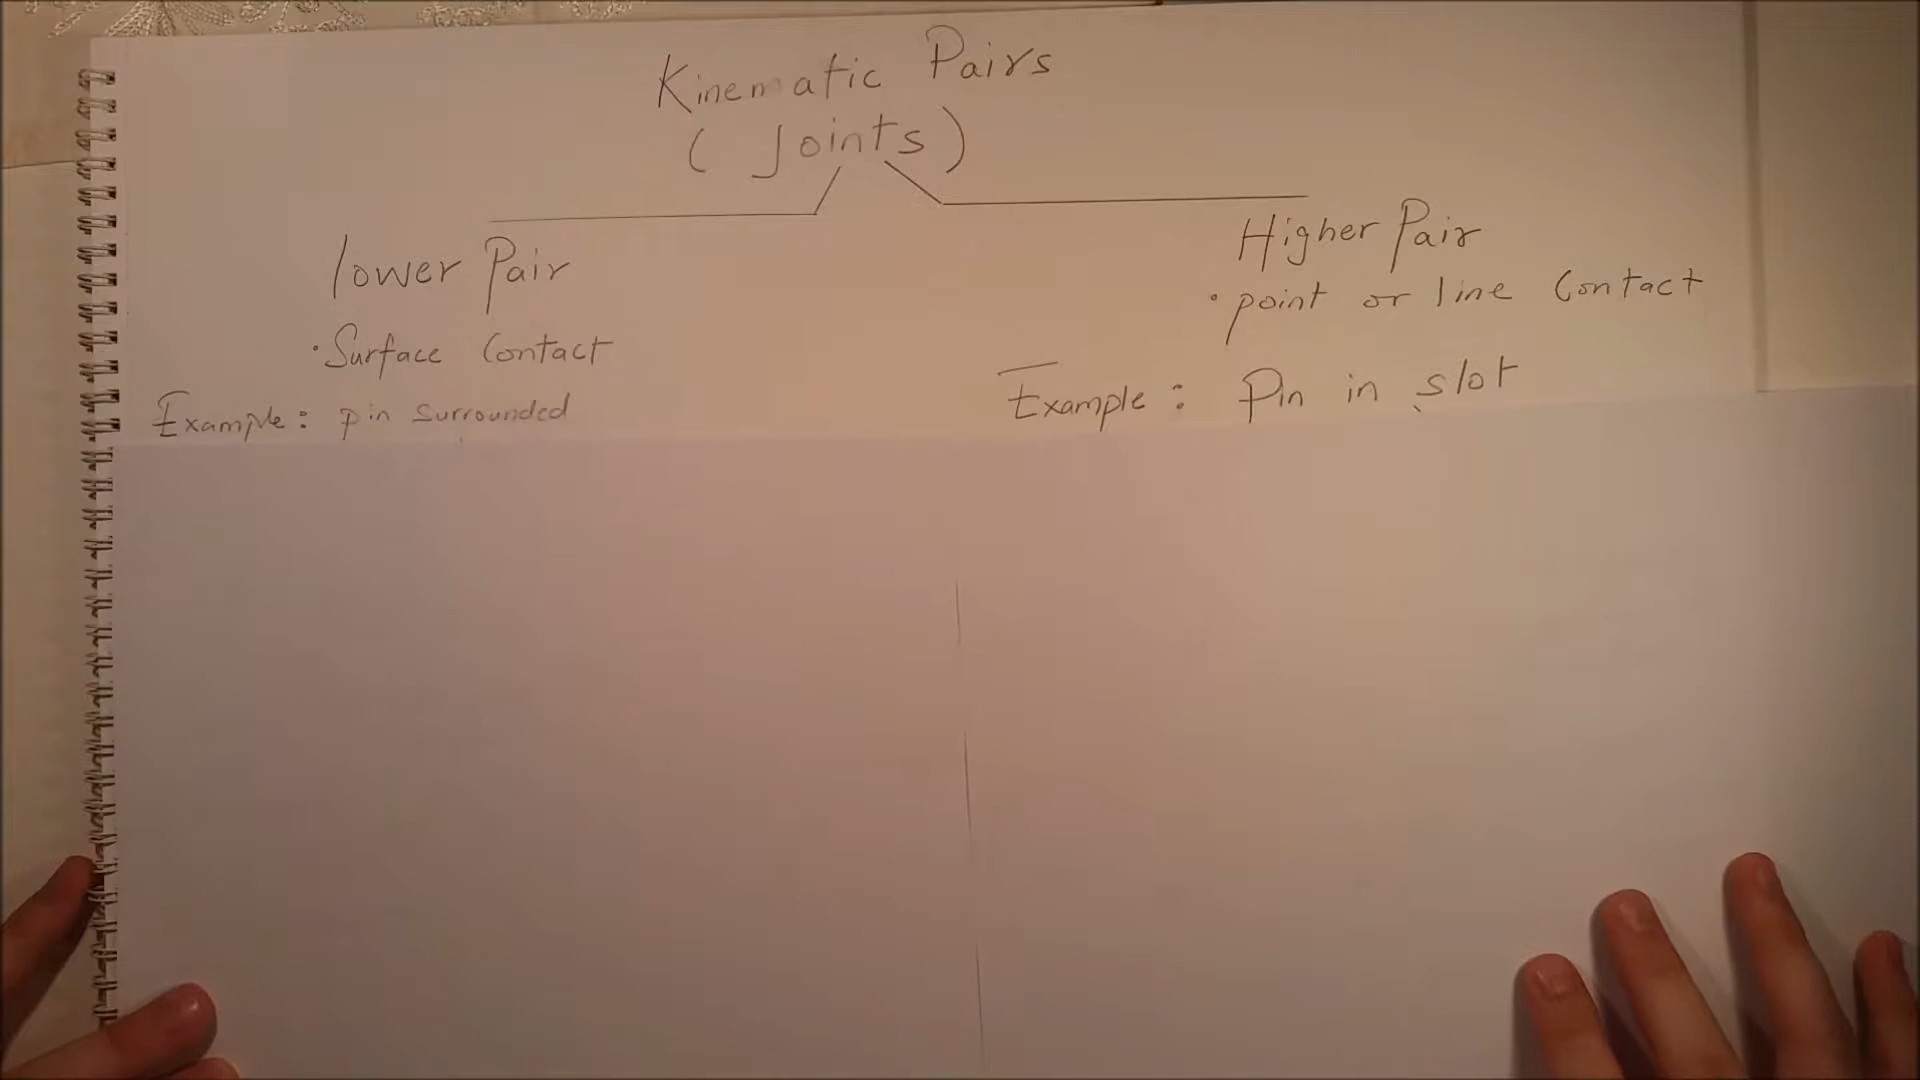 Kinematic Pairs
(Joints)
lower Pair
• Surface Contact
Example: pin surrounded
Higher Pair
• point or line Contact
Example: Pin in slot